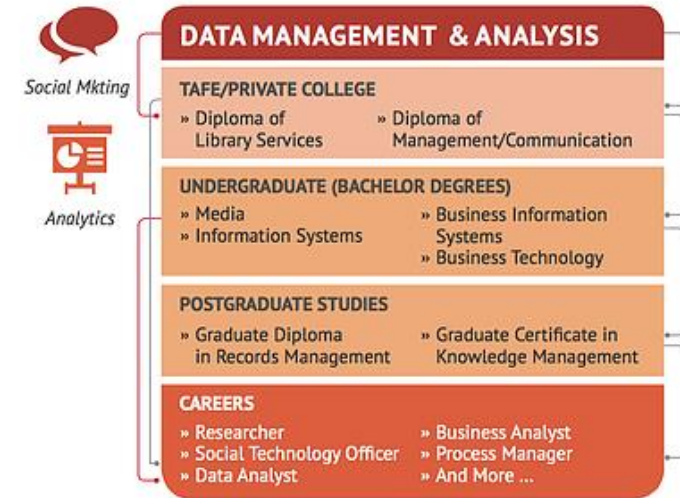 Social Mkting
Analytics
DATA MANAGEMENT & ANALYSIS
TAFE/PRIVATE COLLEGE
» Diploma of
Library Services
» Diploma of
Management/Communication
UNDERGRADUATE (BACHELOR DEGREES)
» Media
» Information Systems
» Business Information
Systems
» Business Technology
POSTGRADUATE STUDIES
» Graduate Diploma
in Records Management
» Graduate Certificate in
Knowledge Management
CAREERS
» Researcher
» Social Technology Officer
» Data Analyst
» Business Analyst
» Process Manager
» And More ...